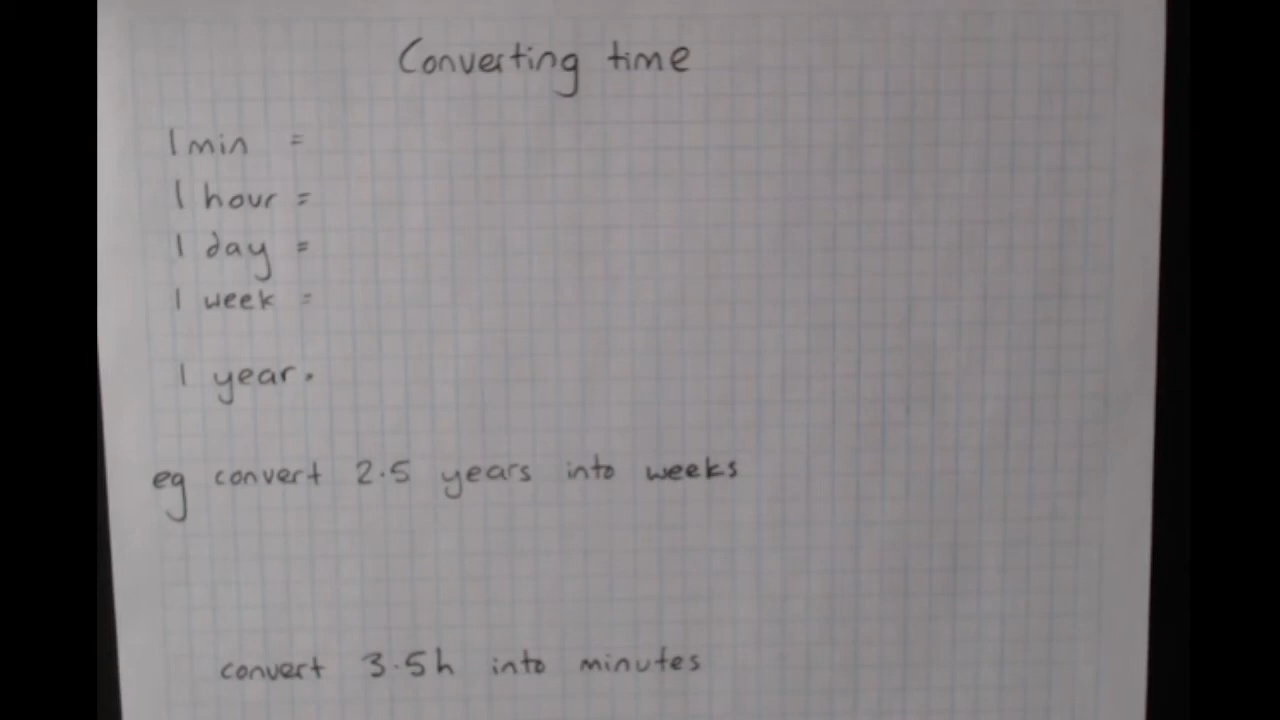 Converting time
1 min =
1 hour =
1 day =
1 week =
1 year.
eg convert 2.5 years into weeks
convert 3.5h into minutes